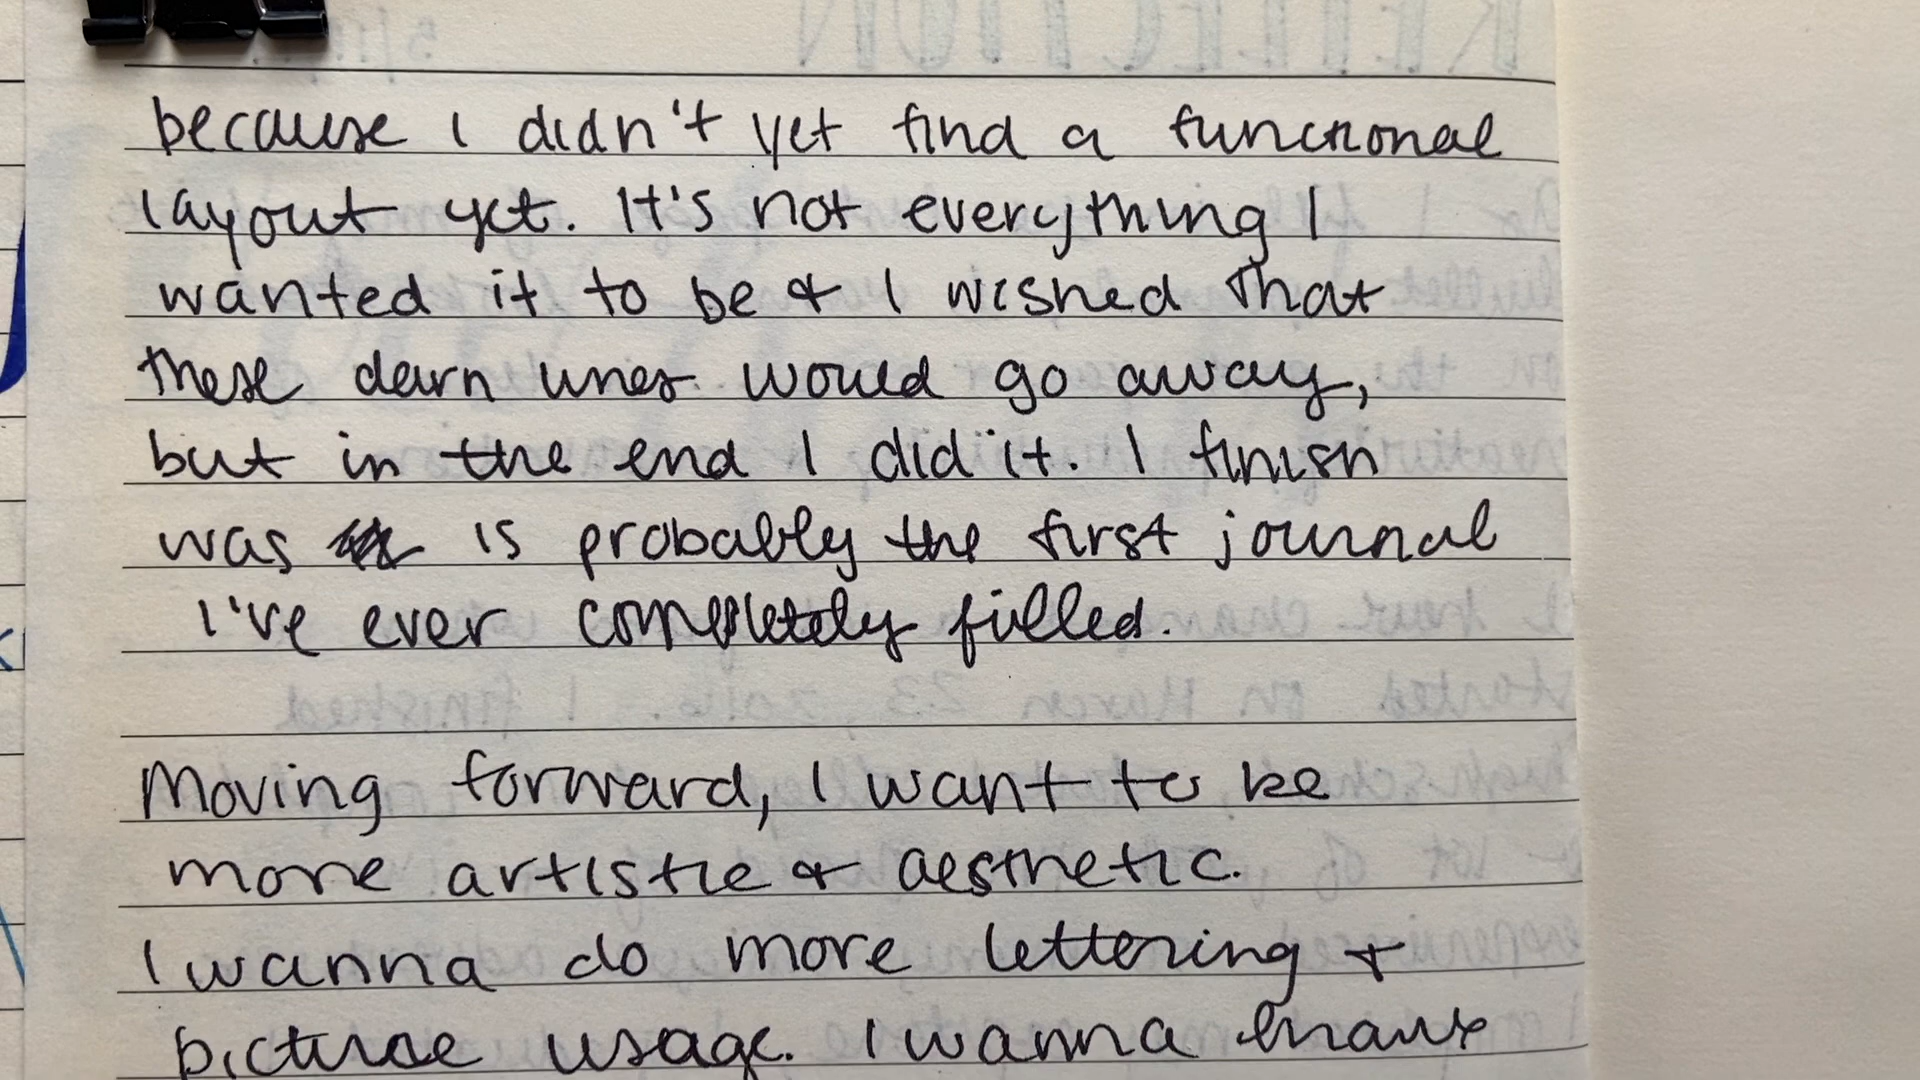 because I didn't yet find a functional
layout yet. It's not everything I
wanted it to be & I wished that
these darn lines would go away,
but in the end I did it. I finish
was is probably the first journal
I've ever completely filled.
Moving forward, I want to be
more artistic & aesthetic.
I wanna do more lettering +
picture usage. I wanna